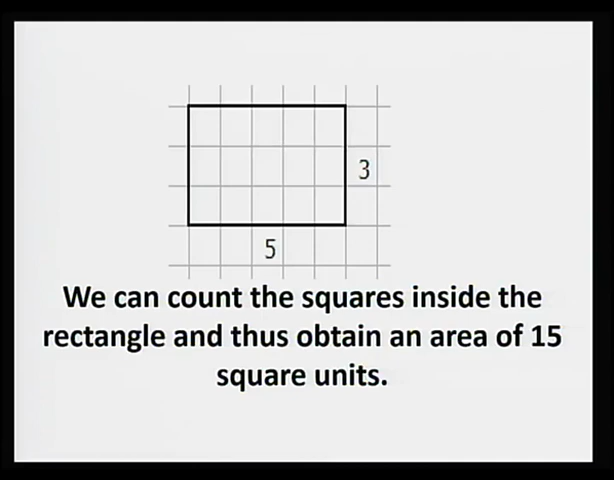 3
5
We can count the squares inside the
rectangle and thus obtain an area of 15
square units.